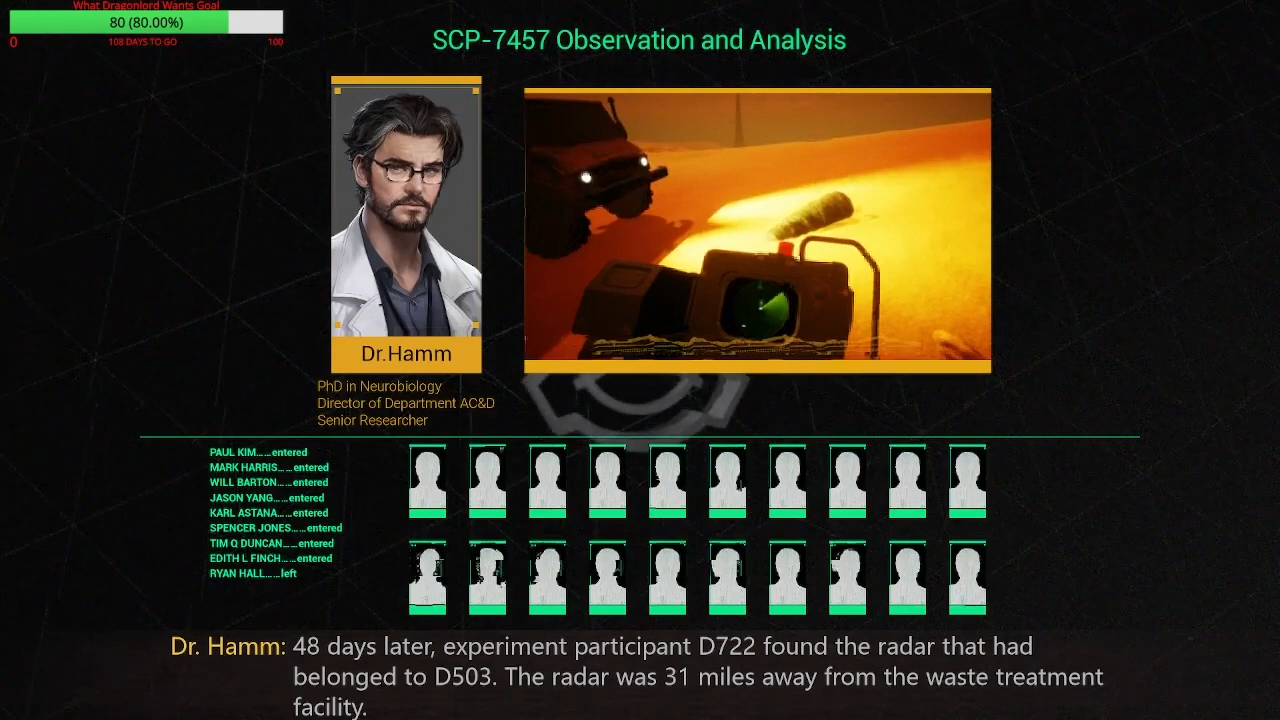 What Dragonlord Wants Goal
80 (80.00%)
0
108 DAYS TO GO
100
SCP-7457 Observation and Analysis
Dr.Hamm
PhD in Neurobiology
Director of Department AC&D
Senior Researcher
PAUL KIM......entered
MARK HARRIS......entered
WILL BARTON......entered
JASON YANG......entered
KARL ASTANA......entered
SPENCER JONES......entered
TIM Q DUNCAN......entered
EDITH L FINCH......entered
RYAN HALL......left
Dr. Hamm: 48 days later, experiment participant D722 found the radar that had
belonged to D503. The radar was 31 miles away from the waste treatment
facility.